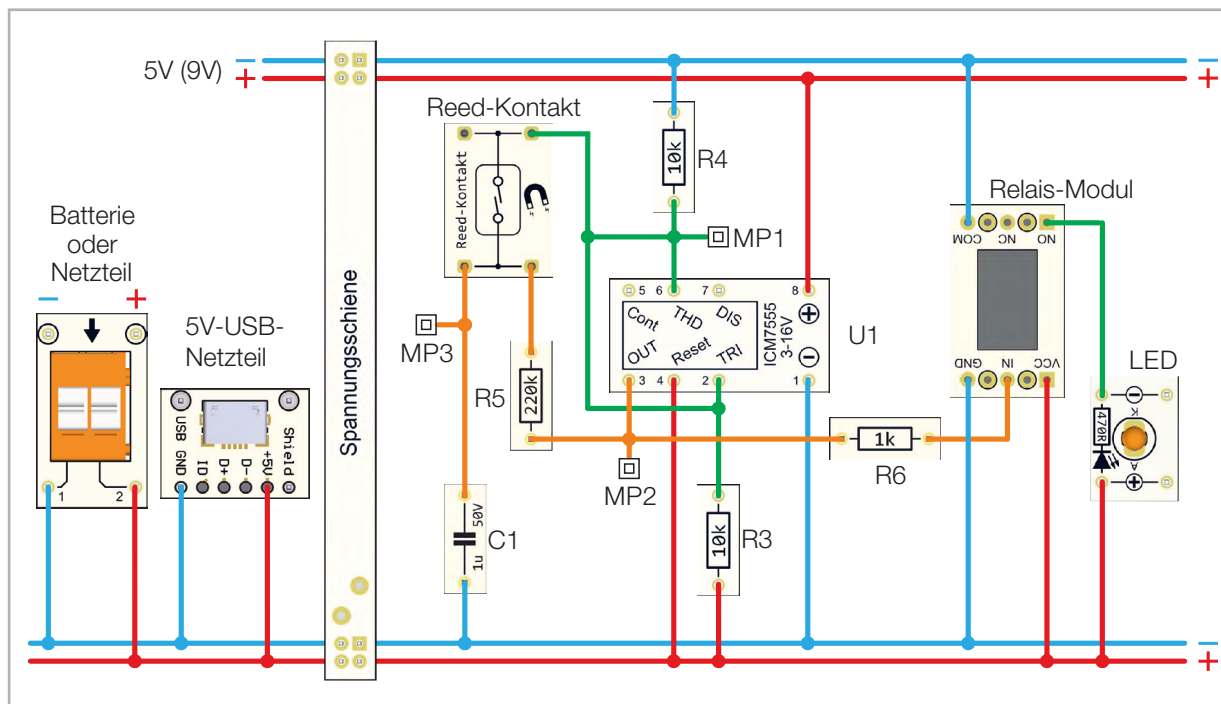 5V (9V)
− +
− +
Reed-Kontakt
Reed-Kontakt
10k
R4
Relais-Modul
COM NC NO
GND IN VCC
MP1
Batterie
oder
Netzteil
− +
1 2
5V-USB-
Netzteil
USB
GND
ID
D+
D-
+5V
Shield
Spannungsschiene
MP3
R5
220k
5 6 7 8
Cont THD DIS
OUT Reset TRI
3 4 2 1
ICM7555
3-16V
U1
LED
470R
K
A
1k
R6
MP2
C1
50V
1u
10k
R3
− +